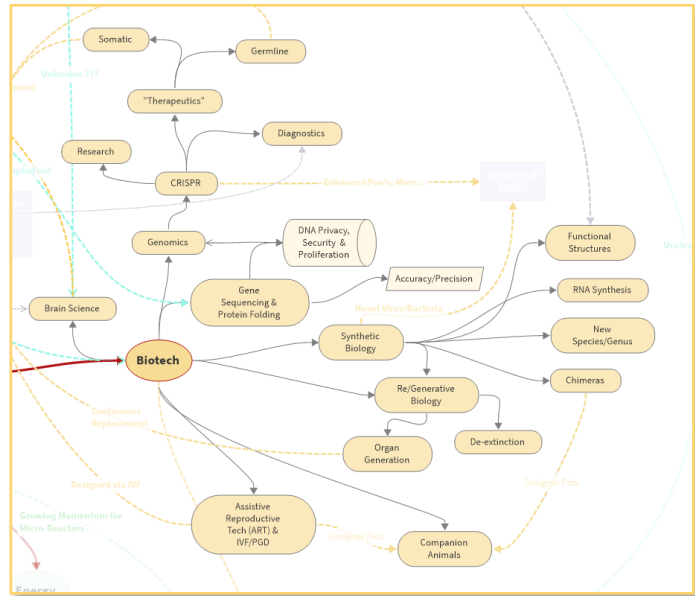 Somatic
Germline
Unknown ???
"Therapeutics"
Diagnostics
Research
CRISPR
Enhanced Pox's, More...
WMDs
Genomics
DNA Privacy,
Security &
Proliferation
Functional
Structures
Accuracy/Precision
Gene
Sequencing &
Protein Folding
RNA Synthesis
Brain Science
Novel Virus/Bacteria
Synthetic
Biology
New
Species/Genus
Biotech
Chimeras
Re/Generative
Biology
Continuous
Replacement
De-extinction
Organ
Generation
Designed via IVF
Designer Pets
Assistive
Reproductive
Tech (ART) &
IVF/PGD
Growing Momentum for
Micro-Reactors
Designer Pets
Companion
Animals
Energy